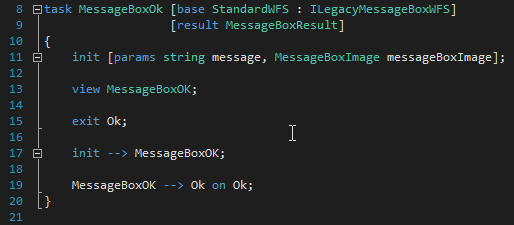 8 task MessageBoxOk [base StandardWFS : ILegacyMessageBoxWFS]
9 [result MessageBoxResult]
10 {
11 init [params string message, MessageBoxImage messageBoxImage];
12
13 view MessageBoxOK;
14
15 exit Ok;
16
17 init --> MessageBoxOK;
18
19 MessageBoxOK --> Ok on Ok;
20 }
21